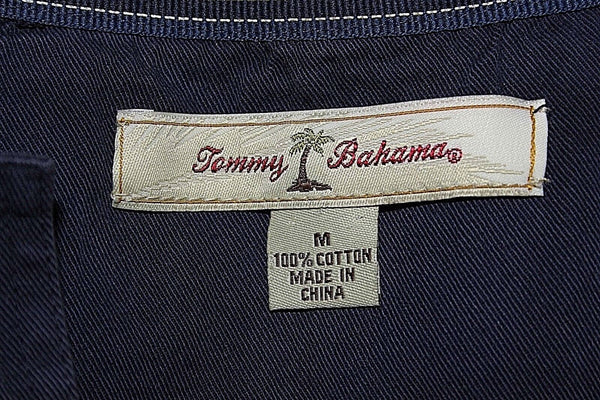 Tommy Bahama®
M
100% COTTON
MADE IN
CHINA